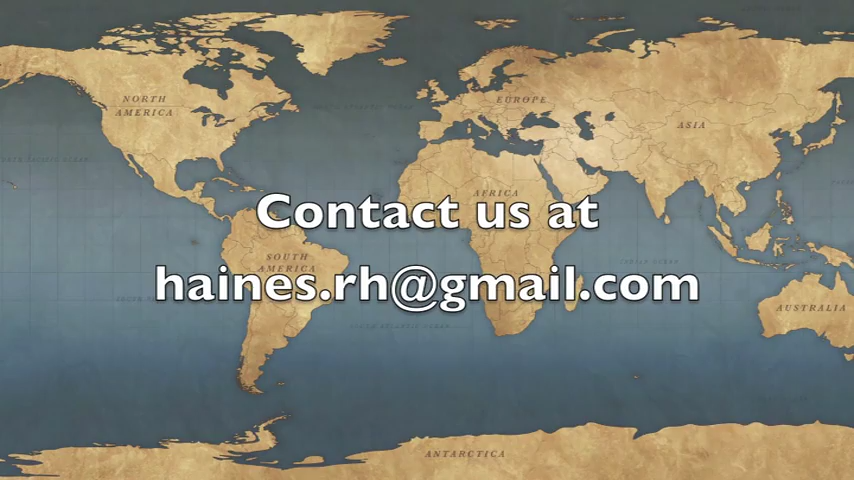 NORTH
AMERICA
EUROPE
ASIA
AFRICA
Contact us at
SOUTH
AMERICA
haines.rh@gmail.com
AUSTRALIA
ANTARCTICA